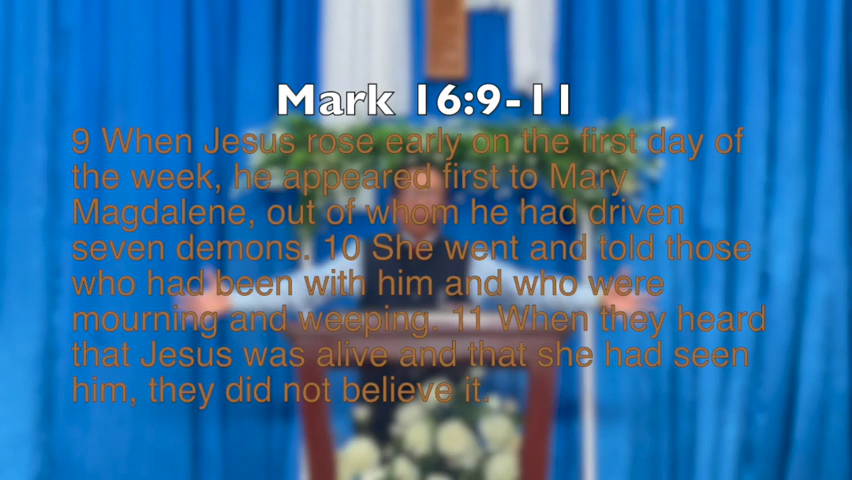 Mark 16:9-11
9 When Jesus rose early on the first day of
the week, he appeared first to Mary
Magdalene, out of whom he had driven
seven demons. 10 She went and told those
who had been with him and who were
mourning and weeping. 11 When they heard
that Jesus was alive and that she had seen
him, they did not believe it.